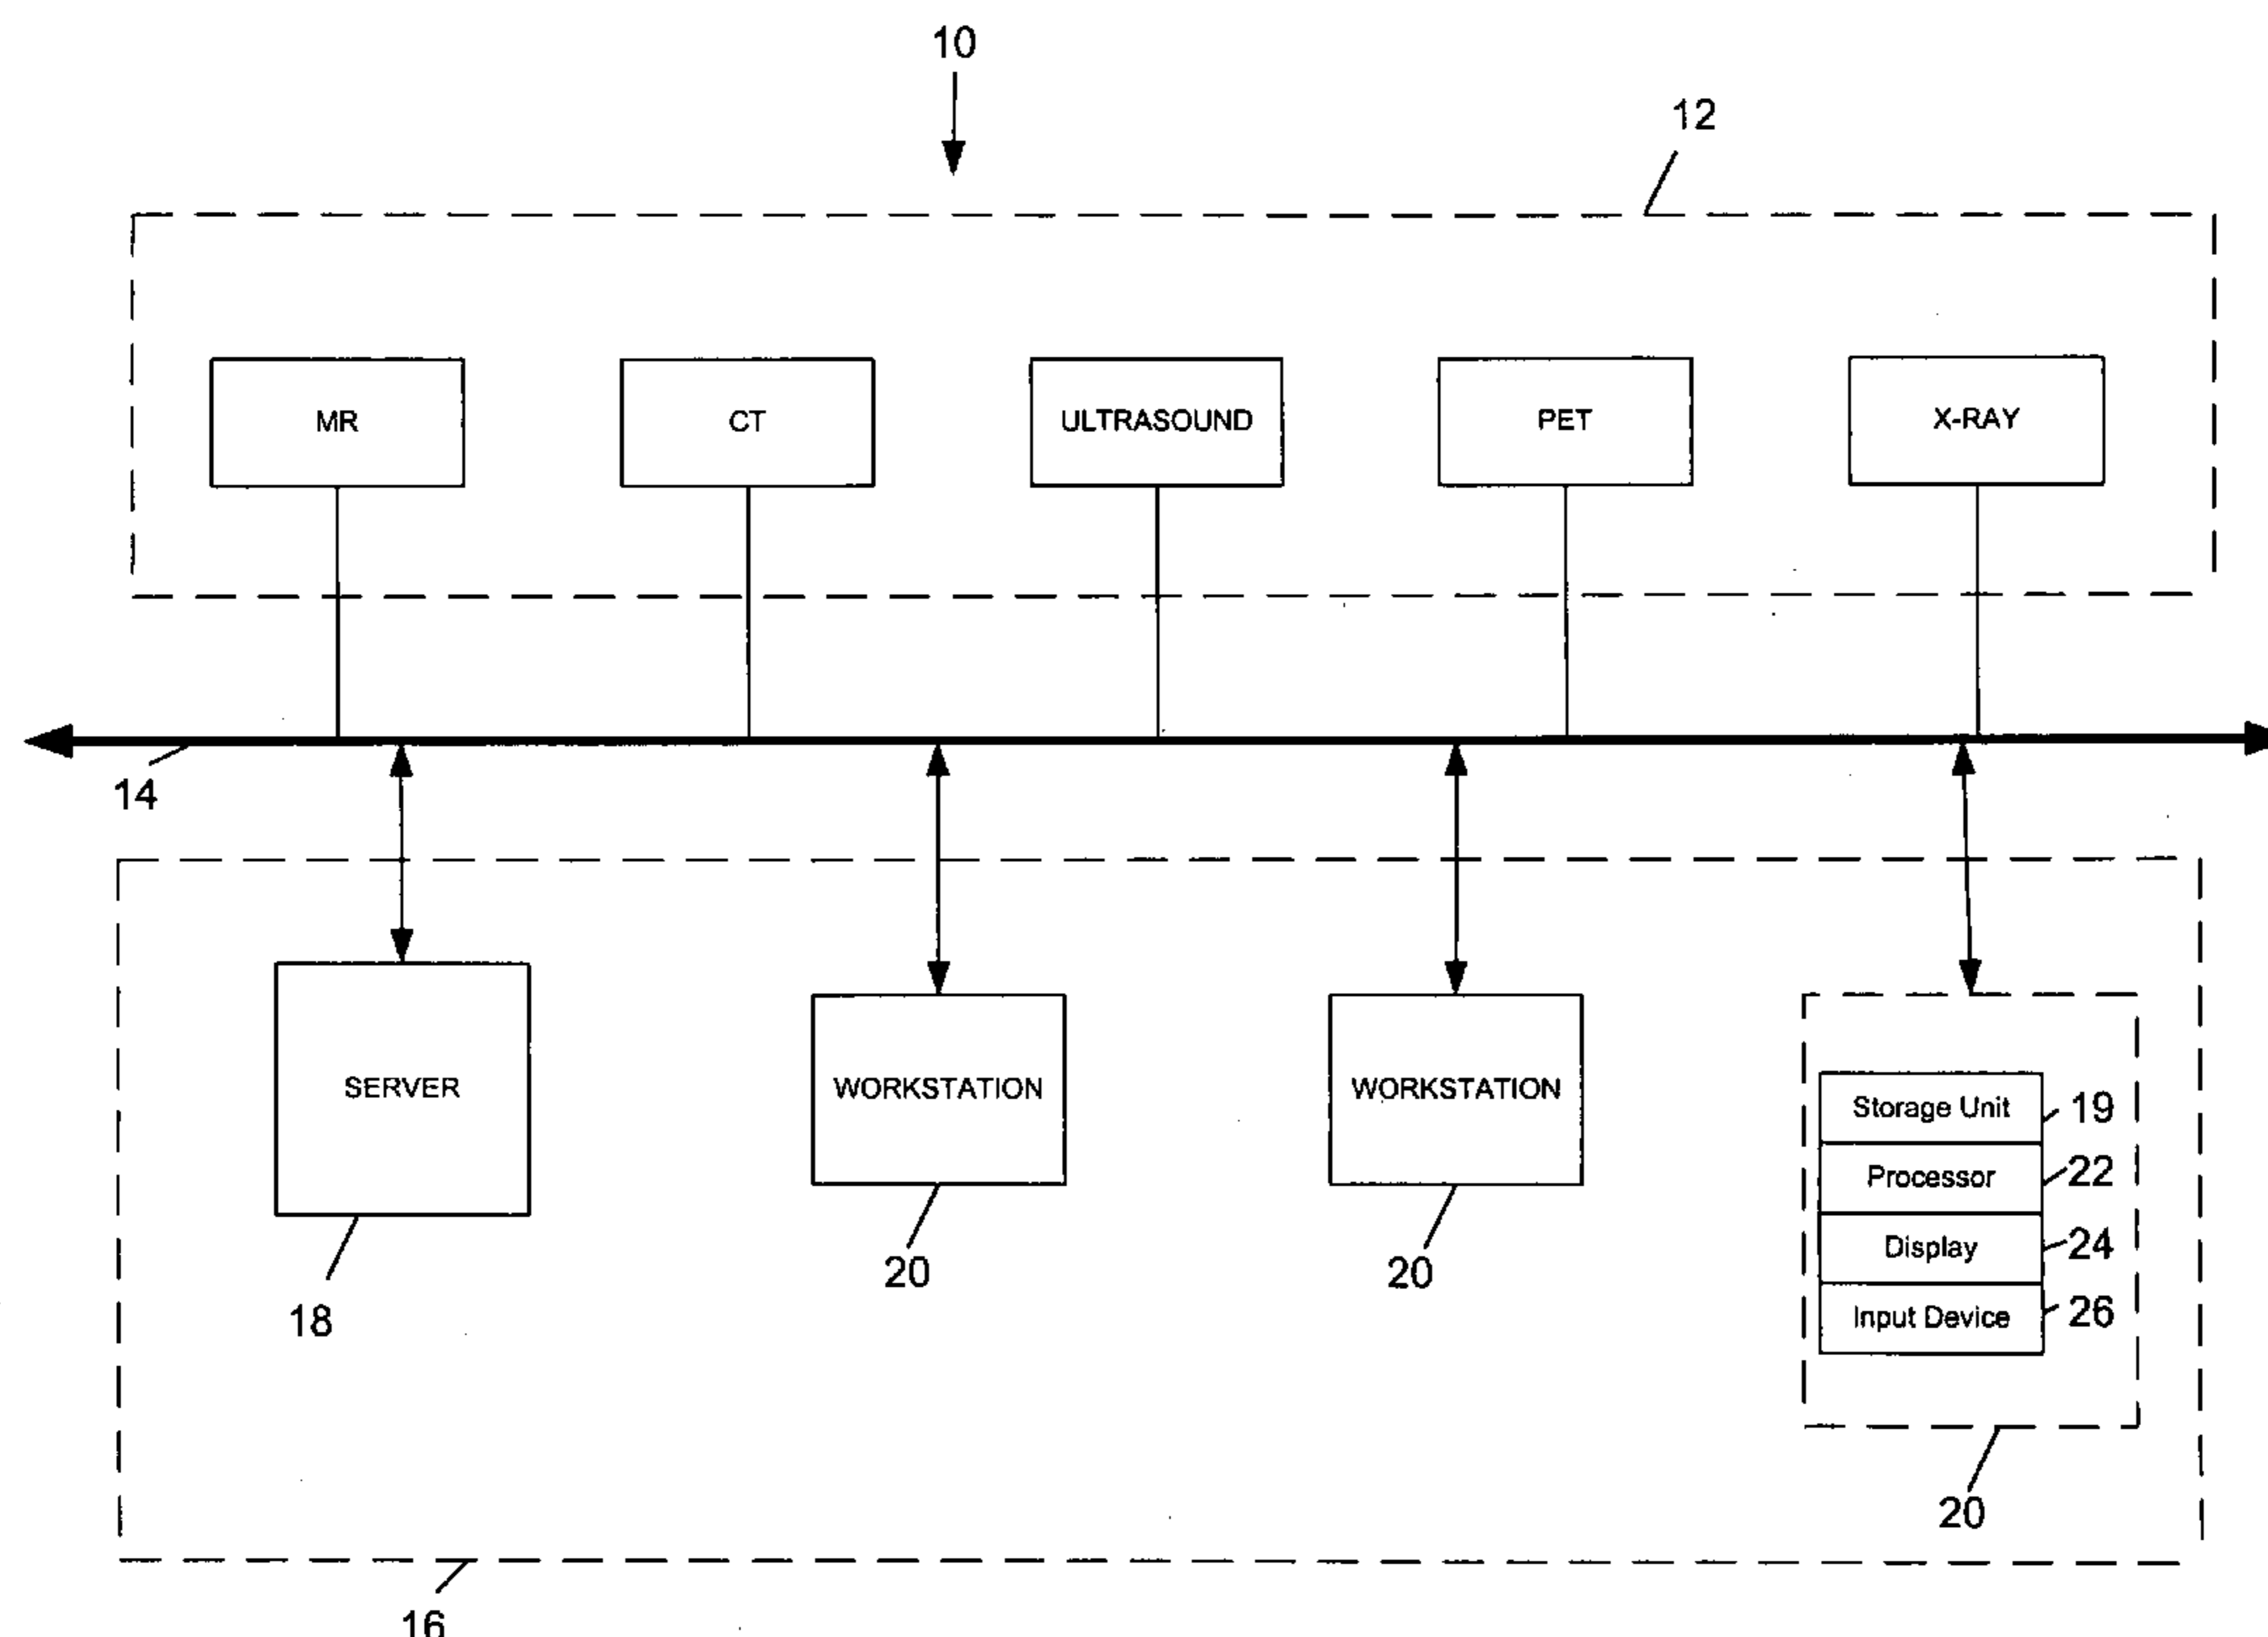 10
12
MR
CT
ULTRASOUND
PET
X-RAY
14
SERVER
WORKSTATION
WORKSTATION
Storage Unit
19
Processor
22
Display
24
Input Device
26
18
20
20
20
16